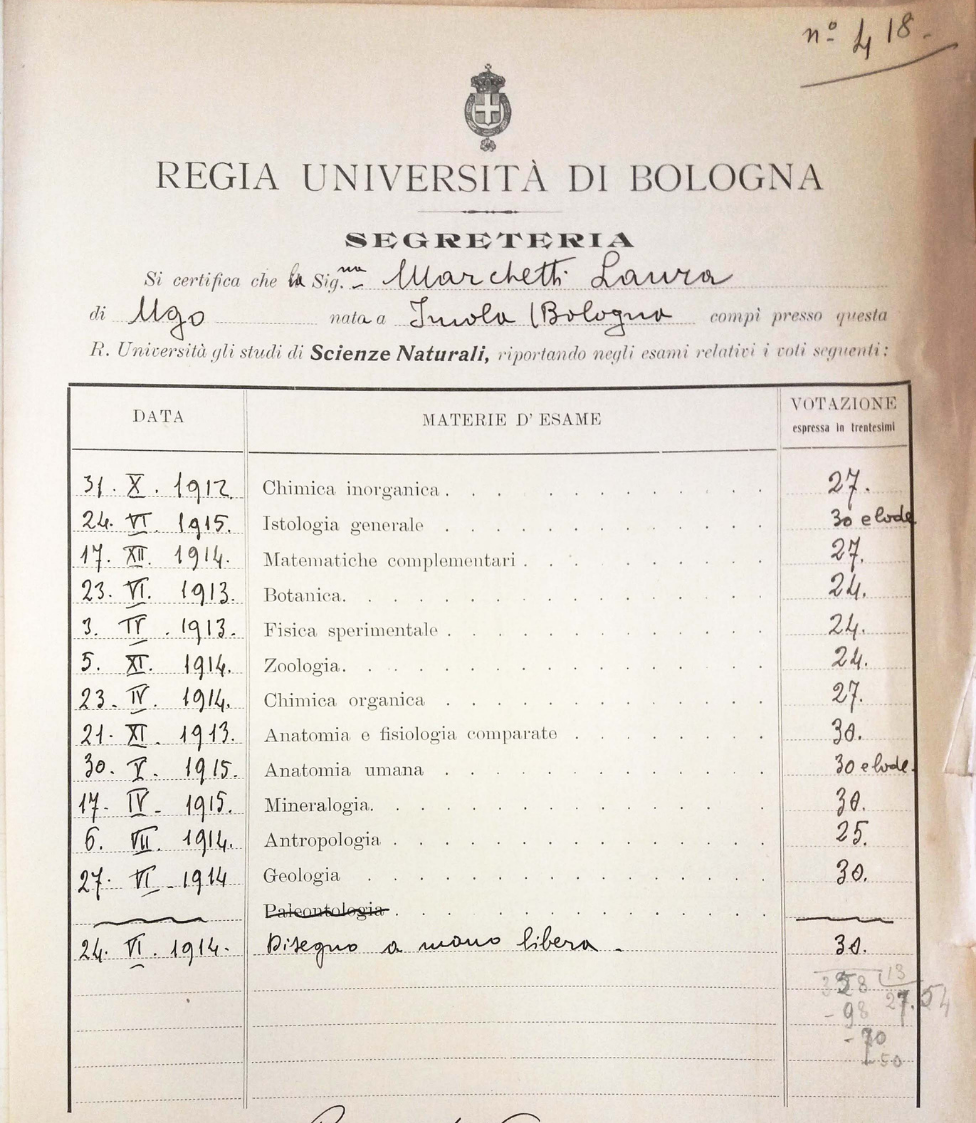 nº 418.
REGIA UNIVERSITÀ DI BOLOGNA
SEGRETERIA
Si certifica che la Sig.na Marchetti Laura
di Ugo nata a Imola (Bologna compì presso questa
R. Università gli studi di Scienze Naturali, riportando negli esami relativi i voti seguenti:
DATA MATERIE D' ESAME VOTAZIONE
espressa in trentesimi
31. X. 1912 Chimica inorganica 27.
24. VI 1915. Istologia generale 30 e lode
17. XII. 1914. Matematiche complementari 27.
23. VI. 1913. Botanica 24.
3. IV. 1913. Fisica sperimentale 24.
5. XI. 1914. Zoologia 24.
23. IV. 1914. Chimica organica 27.
21. XI. 1913. Anatomia e fisiologia comparate 30.
30. V. 1915. Anatomia umana 30 e lode.
17. IV. 1915. Mineralogia 30.
6. VII. 1914. Antropologia 25.
27. VI. 1914 Geologia 30.
Paleontologia
24. VI. 1914. Disegno a mano libera. 30.
358 13
- 98 27.54
- 70
- 50